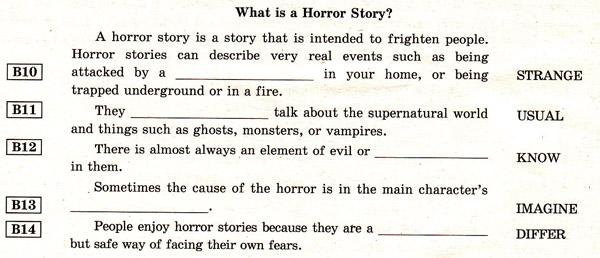 What is a Horror Story?
A horror story is a story that is intended to frighten people.
Horror stories can describe very real events such as being
B10 attacked by a ____________ in your home, or being STRANGE
trapped underground or in a fire.
B11 They ____________ talk about the supernatural world USUAL
and things such as ghosts, monsters, or vampires.
B12 There is almost always an element of evil or ____________ KNOW
in them.
Sometimes the cause of the horror is in the main character's
B13 ____________. IMAGINE
B14 People enjoy horror stories because they are a ____________ DIFFER
but safe way of facing their own fears.